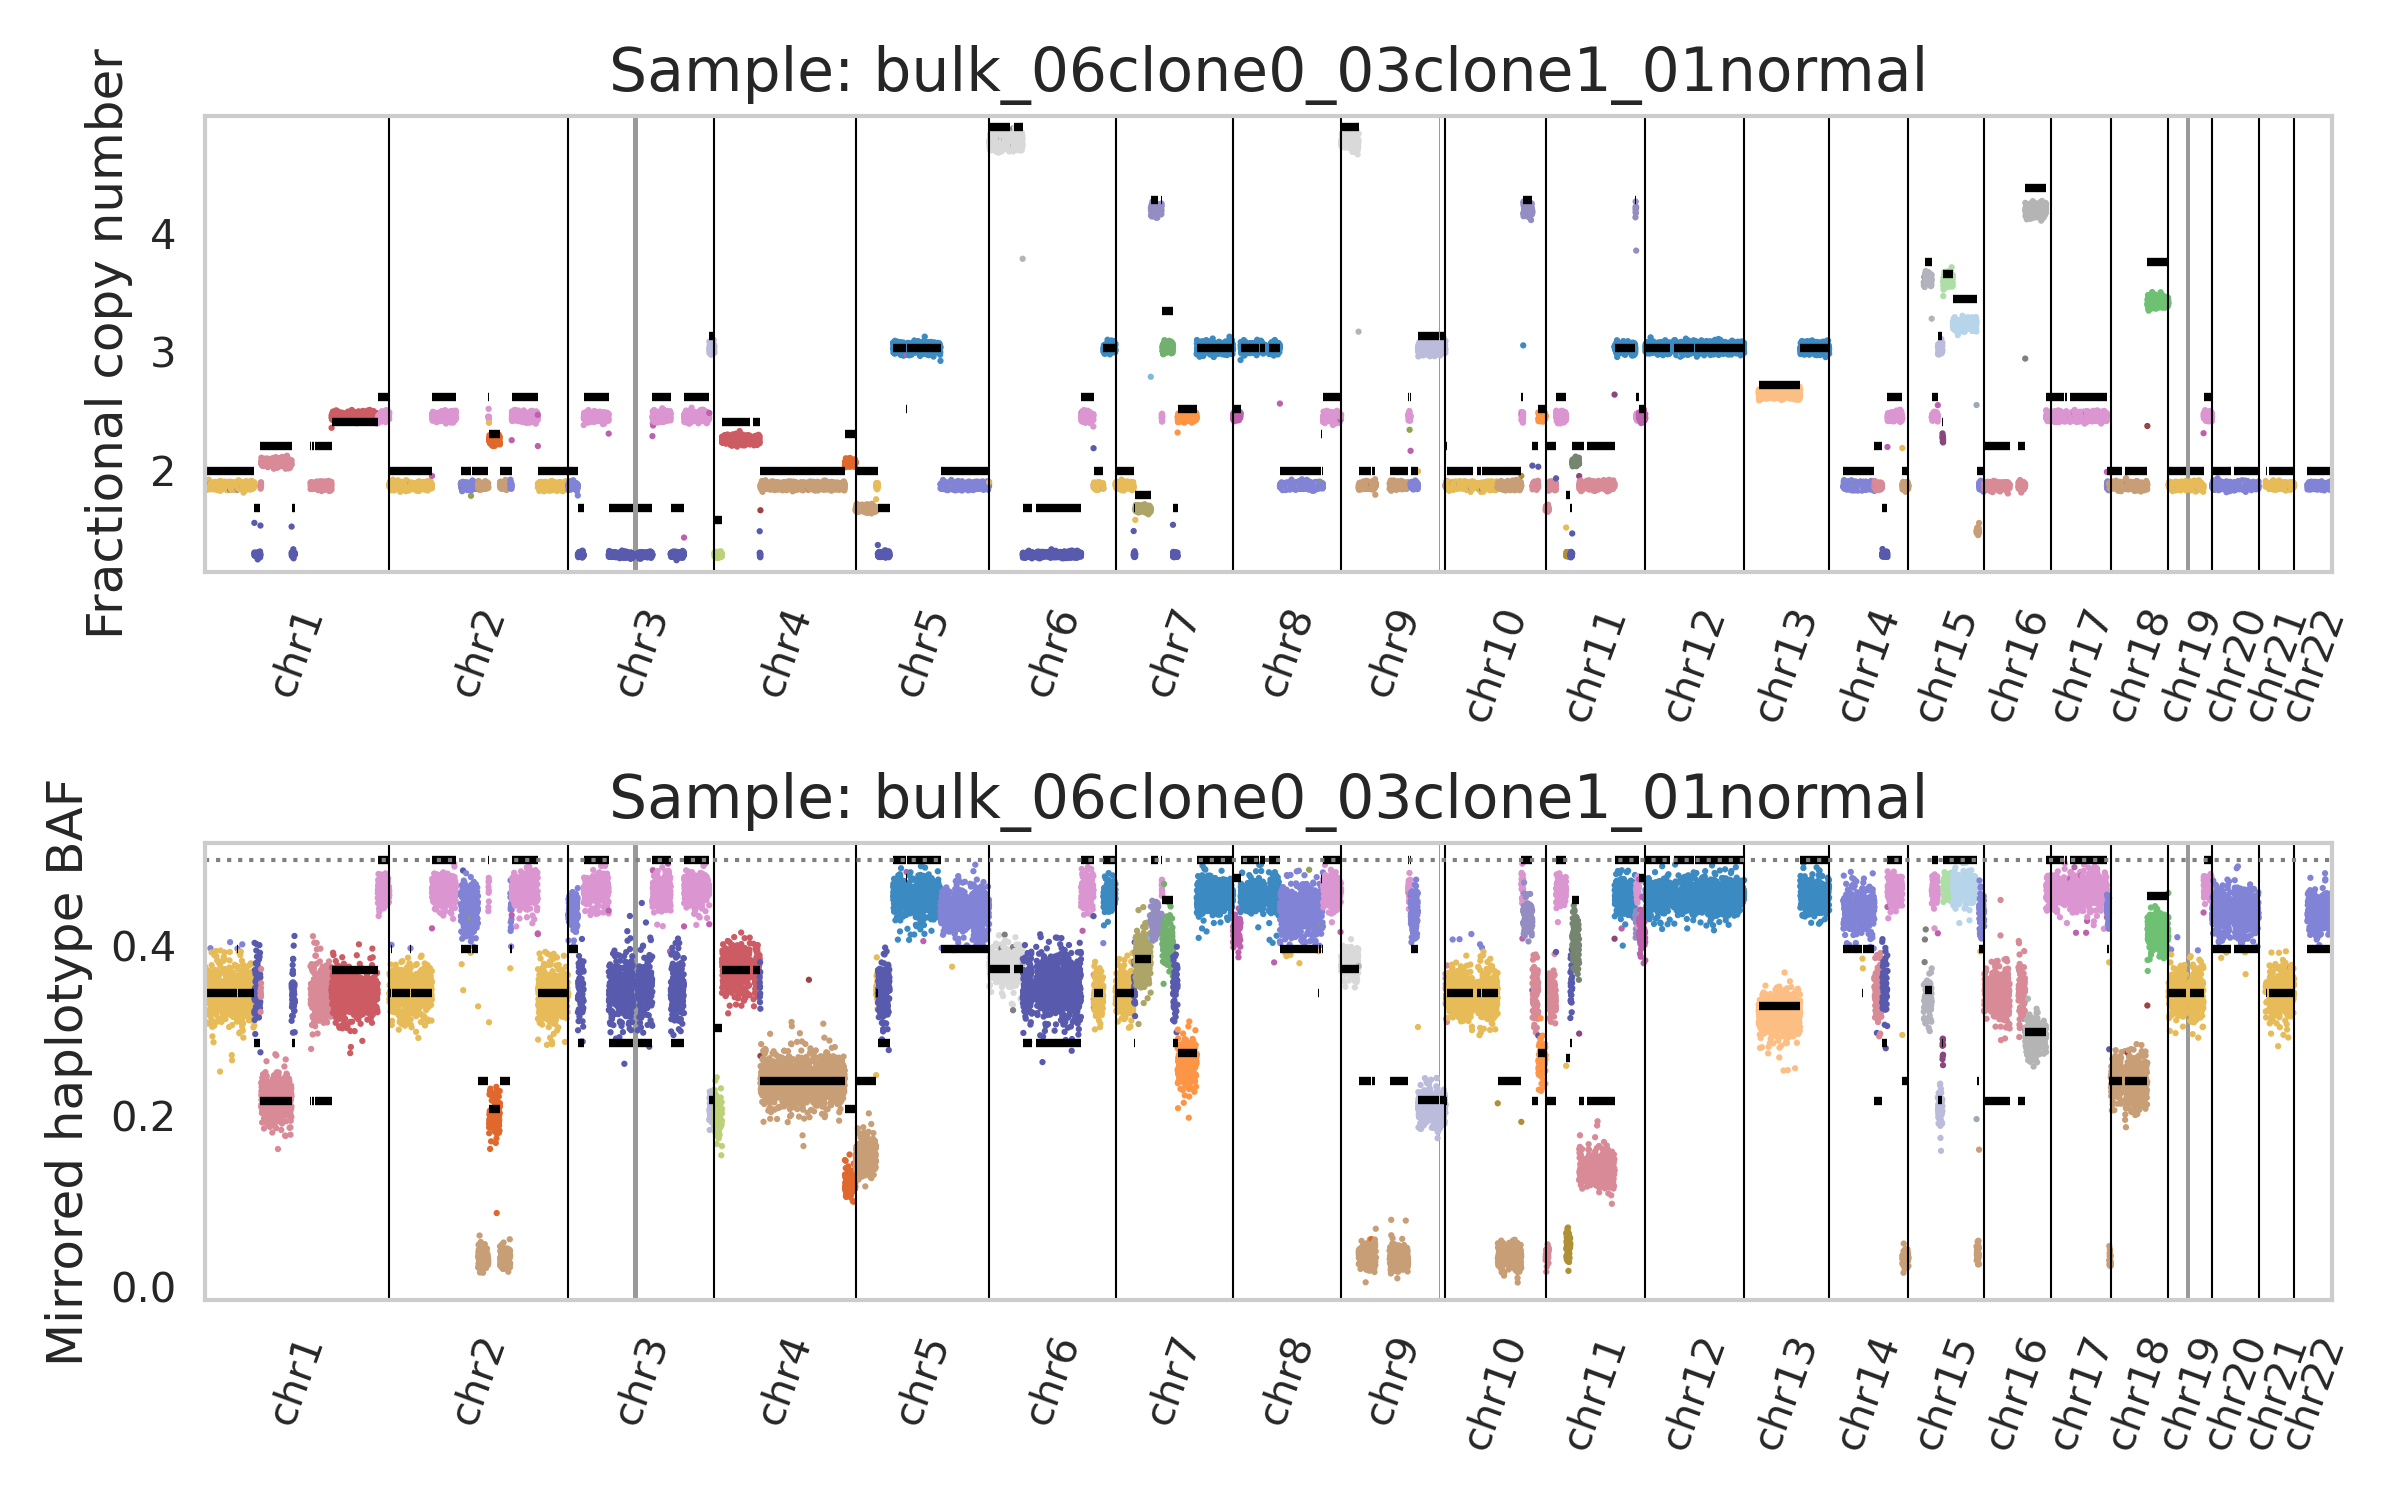 Sample: bulk_06clone0_03clone1_01normal
Fractional copy number
4
3
2
chr1 chr2 chr3 chr4 chr5 chr6 chr7 chr8 chr9 chr10 chr11 chr12 chr13 chr14 chr15 chr16 chr17 chr18 chr19 chr20 chr21 chr22
Sample: bulk_06clone0_03clone1_01normal
Mirrored haplotype BAF
0.4
0.2
0.0
chr1 chr2 chr3 chr4 chr5 chr6 chr7 chr8 chr9 chr10 chr11 chr12 chr13 chr14 chr15 chr16 chr17 chr18 chr19 chr20 chr21 chr22